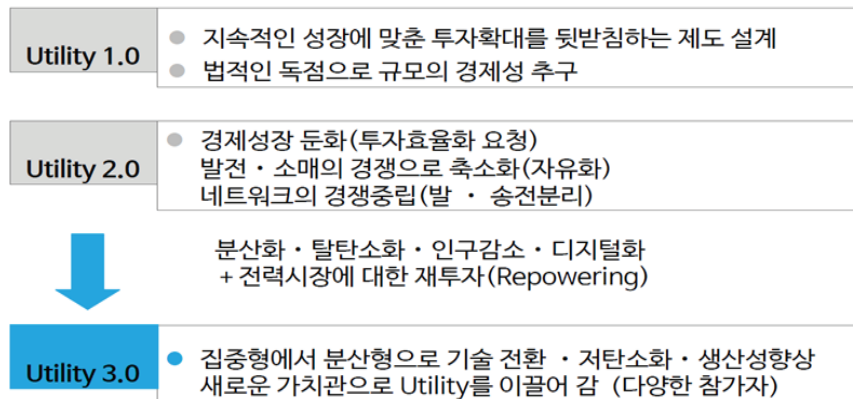 Utility 1.0
지속적인 성장에 맞춘 투자확대를 뒷받침하는 제도 설계
법적인 독점으로 규모의 경제성 추구
Utility 2.0
경제성장 둔화(투자효율화 요청)
발전・소매의 경쟁으로 축소화(자유화)
네트워크의 경쟁중립(발 ・ 송전분리)
분산화・탈탄소화・인구감소・디지털화
+전력시장에 대한 재투자(Repowering)
Utility 3.0
집중형에서 분산형으로 기술 전환 ・저탄소화・생산성향상
새로운 가치관으로 Utility를 이끌어 감 (다양한 참가자)